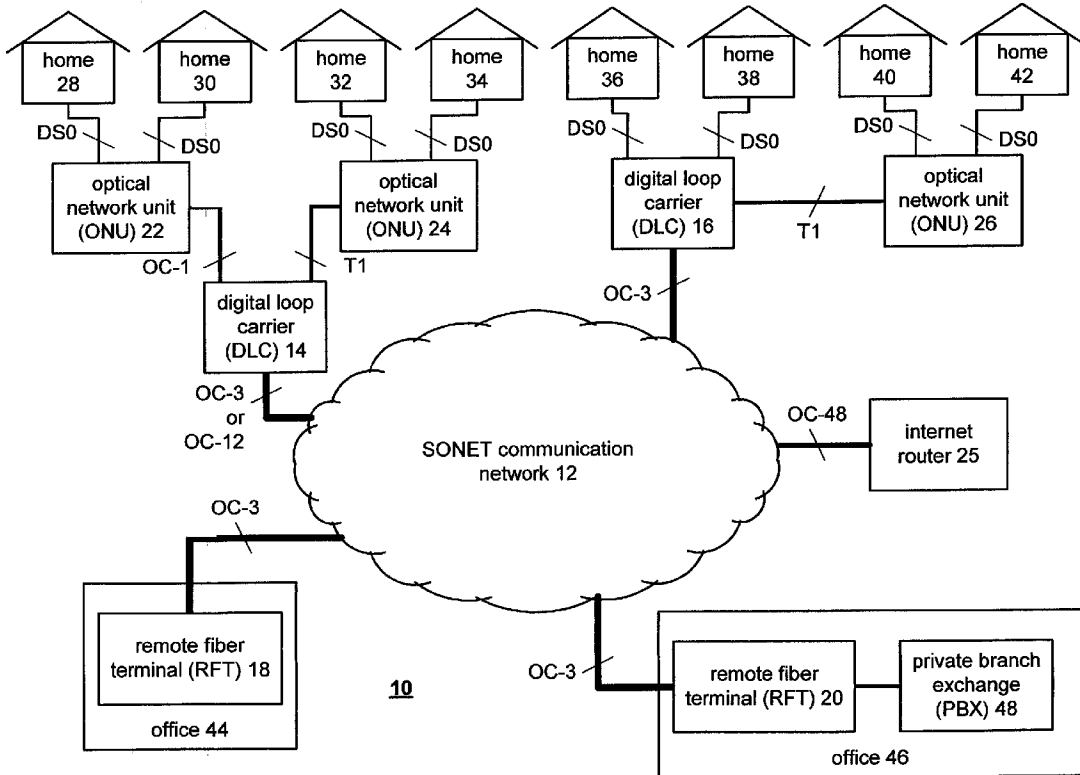 home
28
home
30
home
32
home
34
home
36
home
38
home
40
home
42
DS0
DS0
DS0
DS0
DS0
DS0
DS0
DS0
optical
network unit
(ONU) 22
optical
network unit
(ONU) 24
digital loop
carrier
(DLC) 16
optical
network unit
(ONU) 26
T1
OC-1
T1
digital loop
carrier
(DLC) 14
OC-3
OC-3
or
OC-12
SONET communication
network 12
OC-48
internet
router 25
OC-3
remote fiber
terminal (RFT) 18
office 44
10
OC-3
remote fiber
terminal (RFT) 20
private branch
exchange
(PBX) 48
office 46